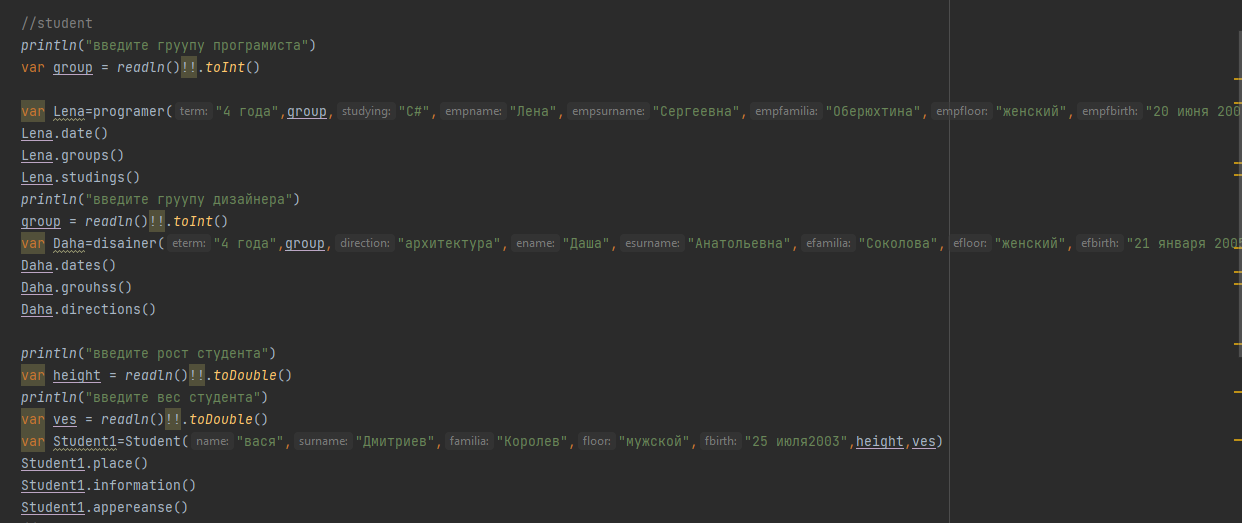 //student
println("введите груупу програмиста")
var group = readln()!!.toInt()
var Lena=programer( term: "4 года",group, studying: "C#", empname: "Лена", empsurname: "Сергеевна", empfamilia: "Оберюхтина", empfloor: "женский", empfbirth: "20 июня 200
Lena.date()
Lena.groups()
Lena.studings()
println("введите груупу дизайнера")
group = readln()!!.toInt()
var Daha=disainer( eterm: "4 года",group, direction: "архитектура", ename: "Даша", esurname: "Анатольевна", efamilia: "Соколова", efloor: "женский", efbirth: "21 января 2005
Daha.dates()
Daha.grouhss()
Daha.directions()
println("введите рост студента")
var height = readln()!!.toDouble()
println("введите вес студента")
var ves = readln()!!.toDouble()
var Student1=Student( name: "вася", surname: "Дмитриев", familia: "Королев", floor: "мужской", fbirth: "25 июля2003",height,ves)
Student1.place()
Student1.information()
Student1.appereanse()